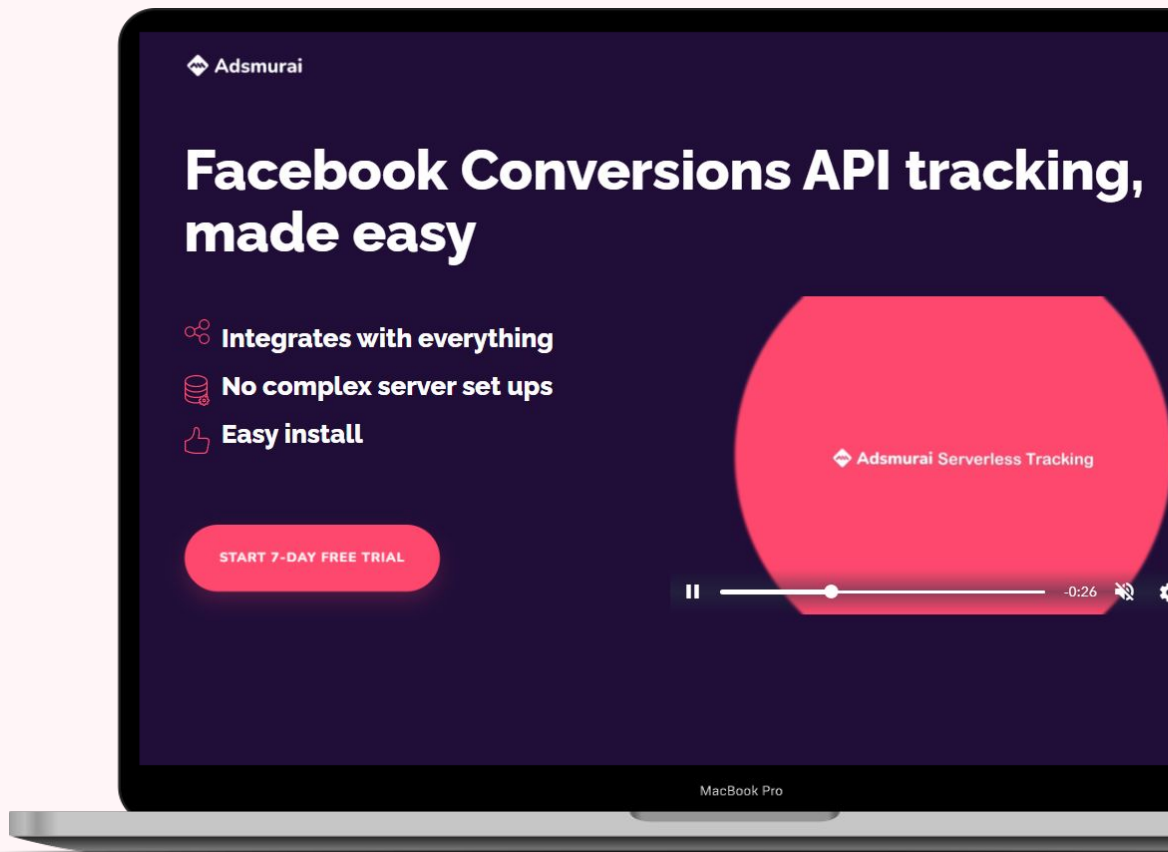 Adsmurai
Facebook Conversions API tracking,
made easy
Integrates with everything
No complex server set ups
Easy install
START 7-DAY FREE TRIAL
Adsmurai Serverless Tracking
-0:26
MacBook Pro